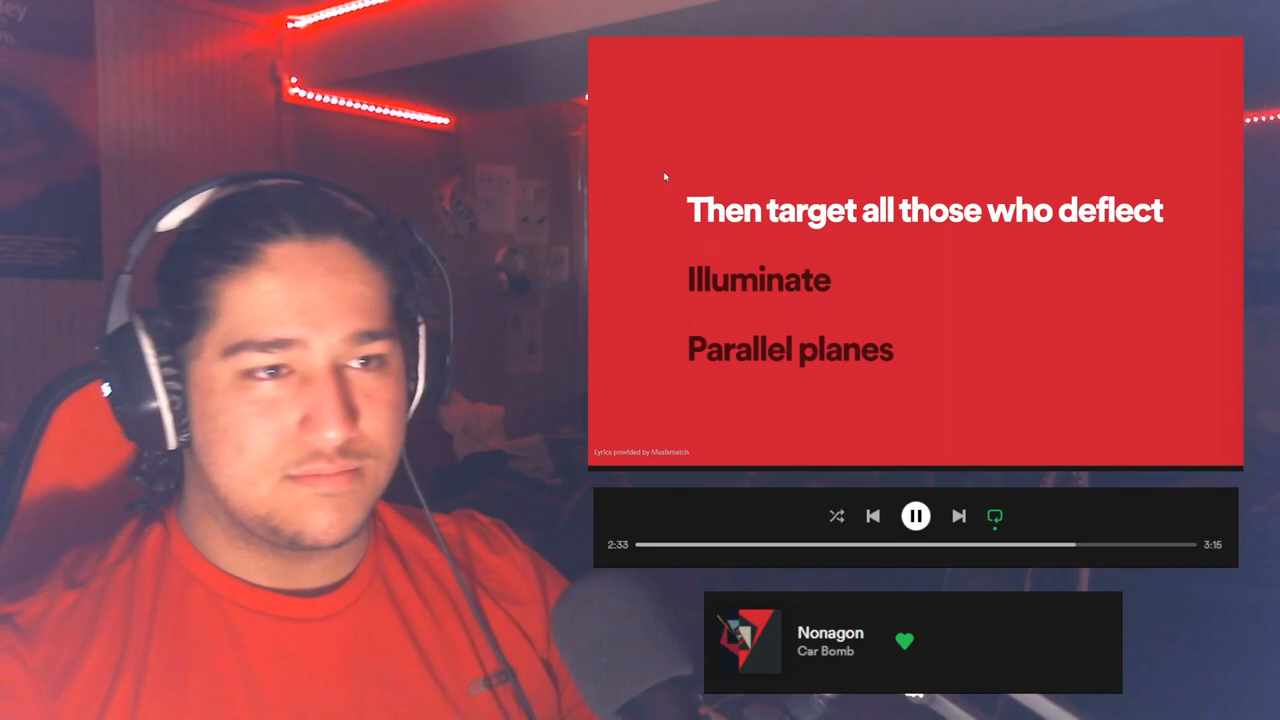 Then target all those who deflect
Illuminate
Parallel planes
Lyrics provided by Musixmatch
2:33
3:15
Nonagon
Car Bomb